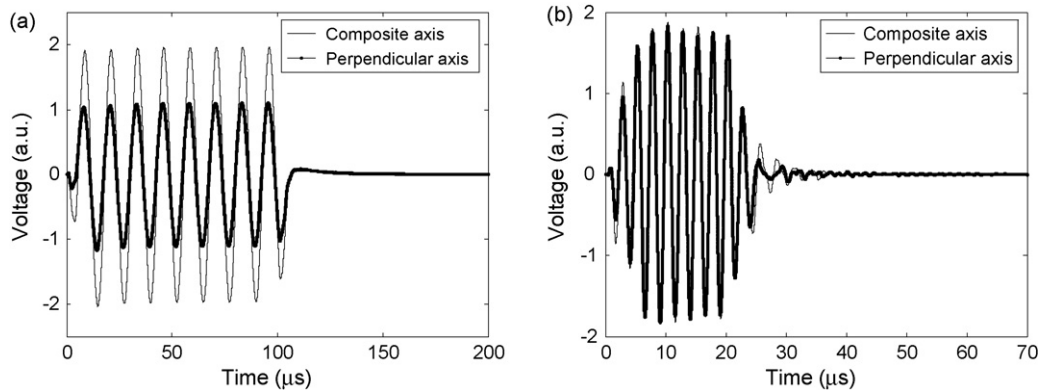 (a)
Composite axis
Perpendicular axis
Voltage (a.u.)
2
1
0
-1
-2
0 50 100 150 200
Time (μs)
(b)
Composite axis
Perpendicular axis
Voltage (a.u.)
2
1
0
-1
-2
0 10 20 30 40 50 60 70
Time (μs)